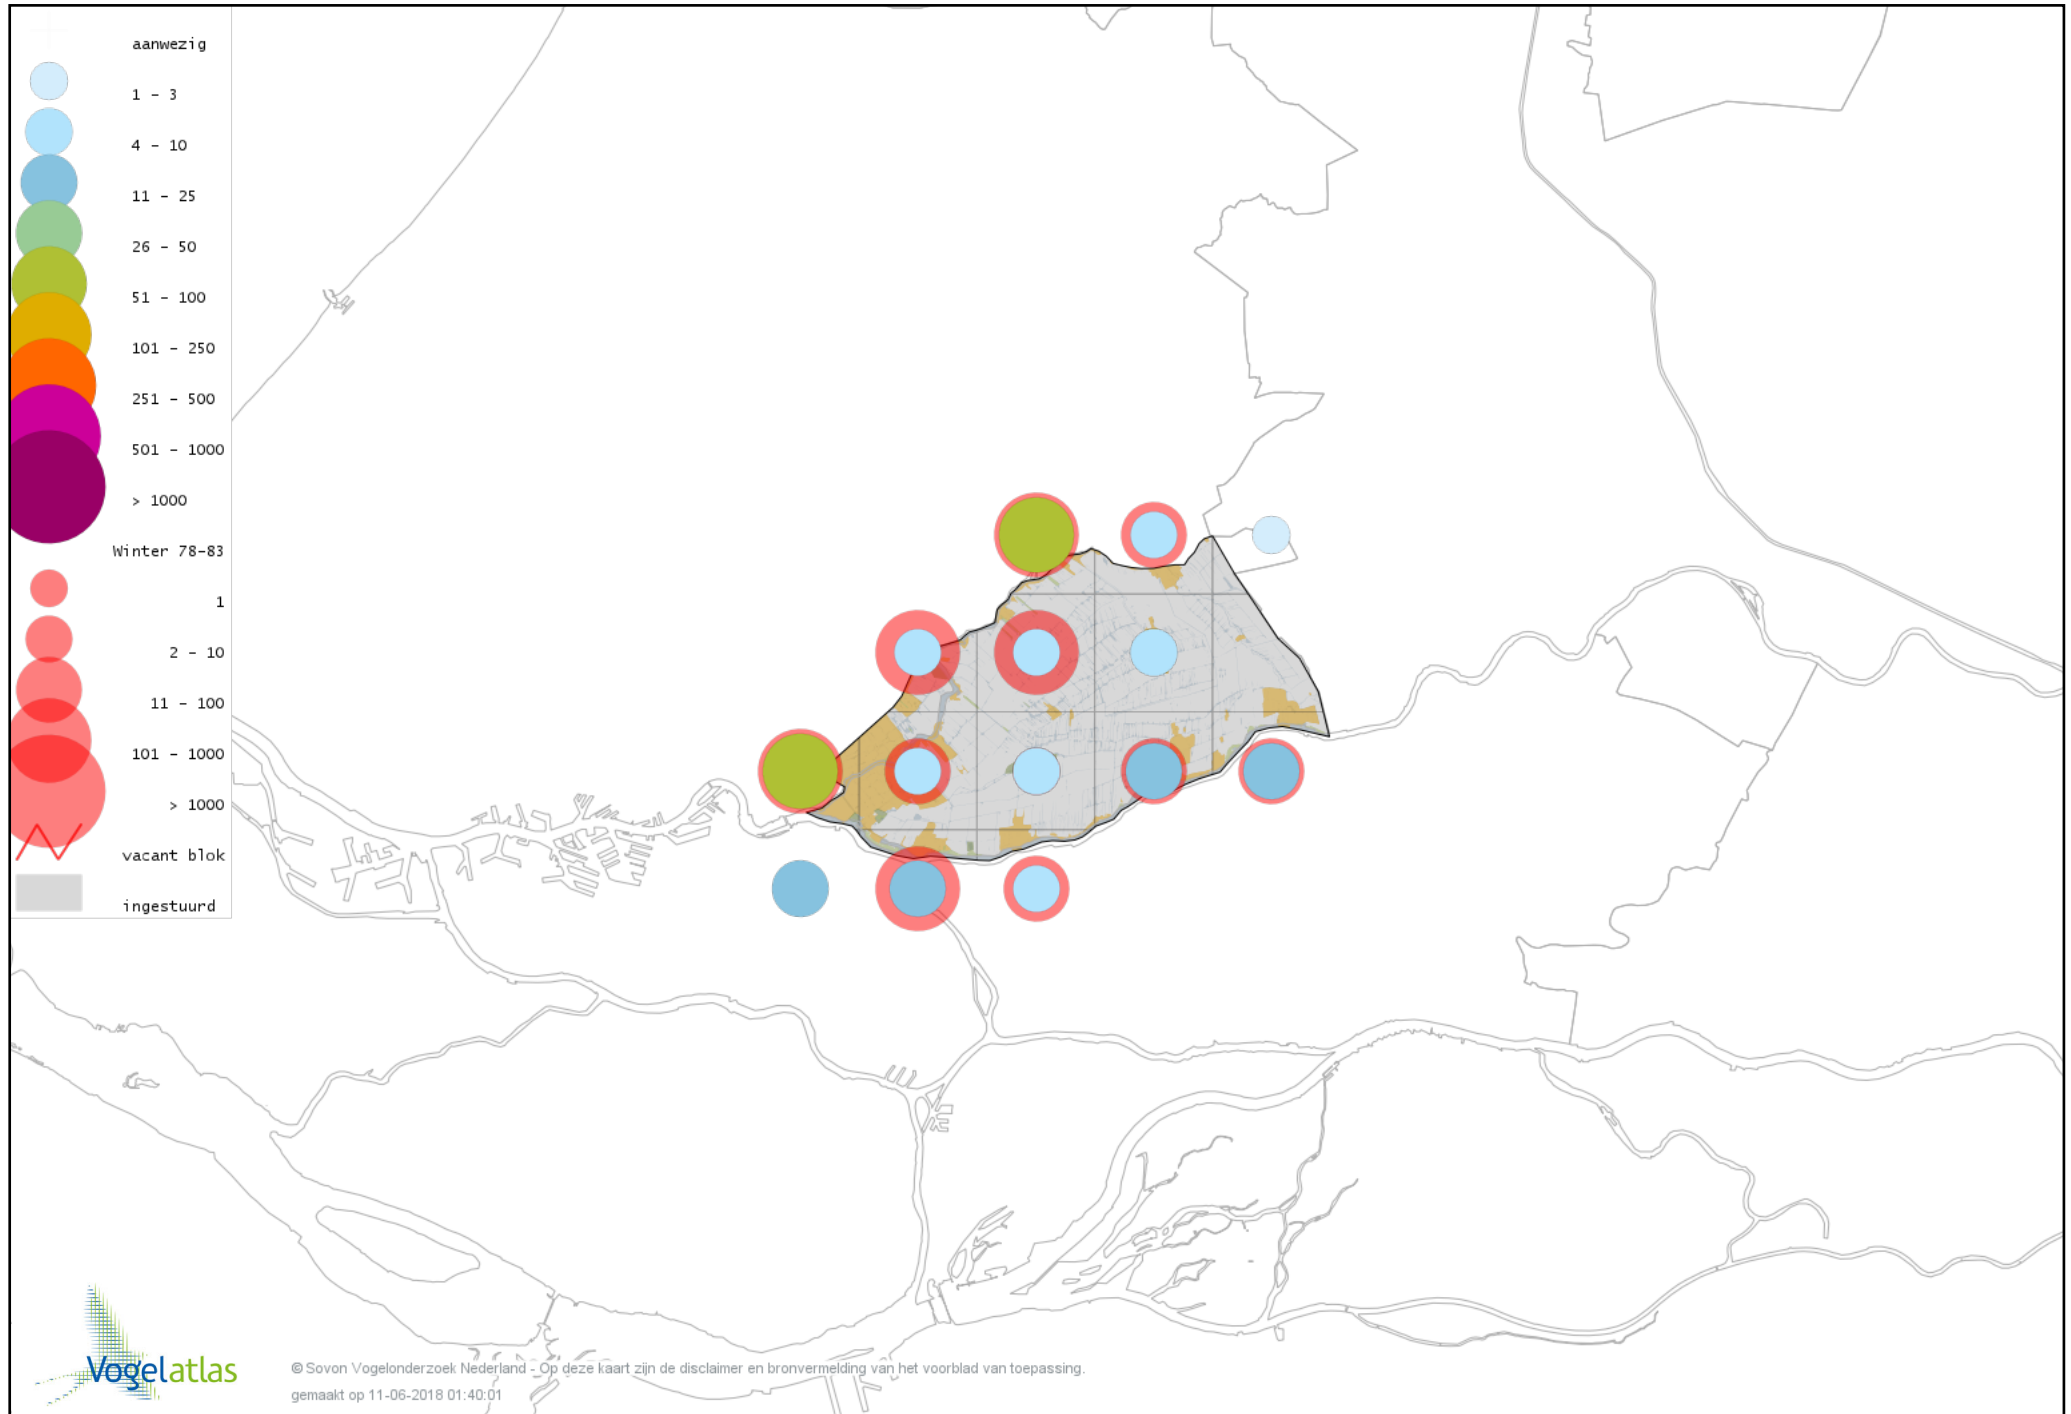 aanwezig
1 - 3
4 - 10
11 - 25
26 - 50
51 - 100
101 - 250
251 - 500
501 - 1000
> 1000
Winter 78-83
1
2 - 10
11 - 100
101 - 1000
> 1000
vacant blok
ingestuurd
Vogelatlas
© Sovon Vogelonderzoek Nederland - Op deze kaart zijn de disclaimer en bronvermelding van het voorblad van toepassing.
gemaakt op 11-06-2018 01:40:01